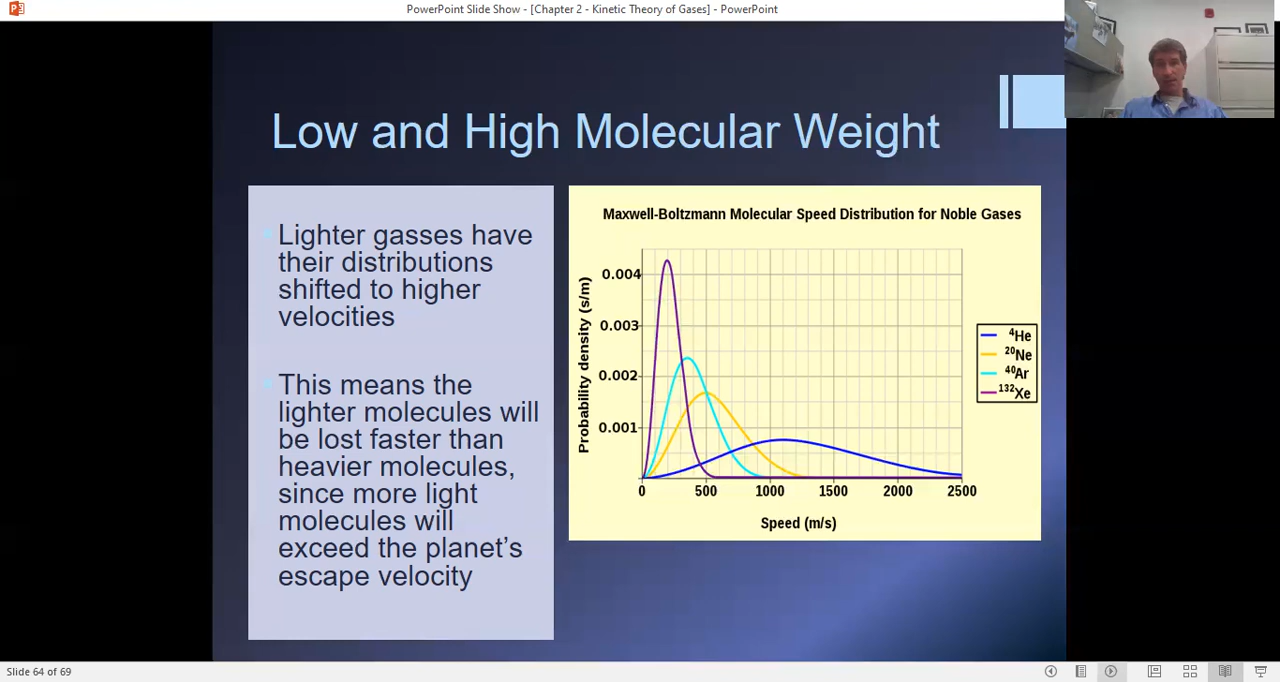 PowerPoint Slide Show - [Chapter 2 - Kinetic Theory of Gases] - PowerPoint
Low and High Molecular Weight
Lighter gasses have
their distributions
shifted to higher
velocities
This means the
lighter molecules will
be lost faster than
heavier molecules,
since more light
molecules will
exceed the planet's
escape velocity
Maxwell-Boltzmann Molecular Speed Distribution for Noble Gases
Probability density (s/m)
0.004
0.003
0.002
0.001
0 500 1000 1500 2000 2500
Speed (m/s)
⁴He
²⁰Ne
⁴⁰Ar
¹³²Xe
Slide 64 of 69